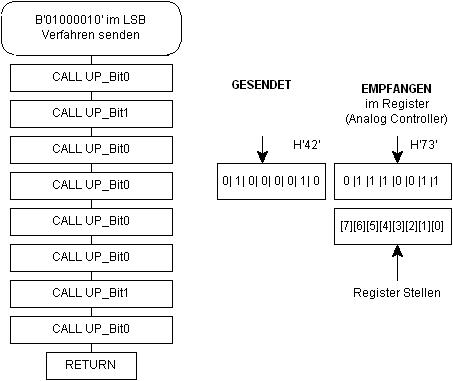 B'01000010' im LSB
Verfahren senden
CALL UP_Bit0
CALL UP_Bit1
CALL UP_Bit0
CALL UP_Bit0
CALL UP_Bit0
CALL UP_Bit0
CALL UP_Bit1
CALL UP_Bit0
RETURN
GESENDET
H'42'
0| 1| 0| 0| 0| 0| 1| 0
EMPFANGEN
im Register
(Analog Controller)
H'73'
0 |1 |1 |1 |0 |0 |1 |1
[7][6][5][4][3][2][1][0]
Register Stellen